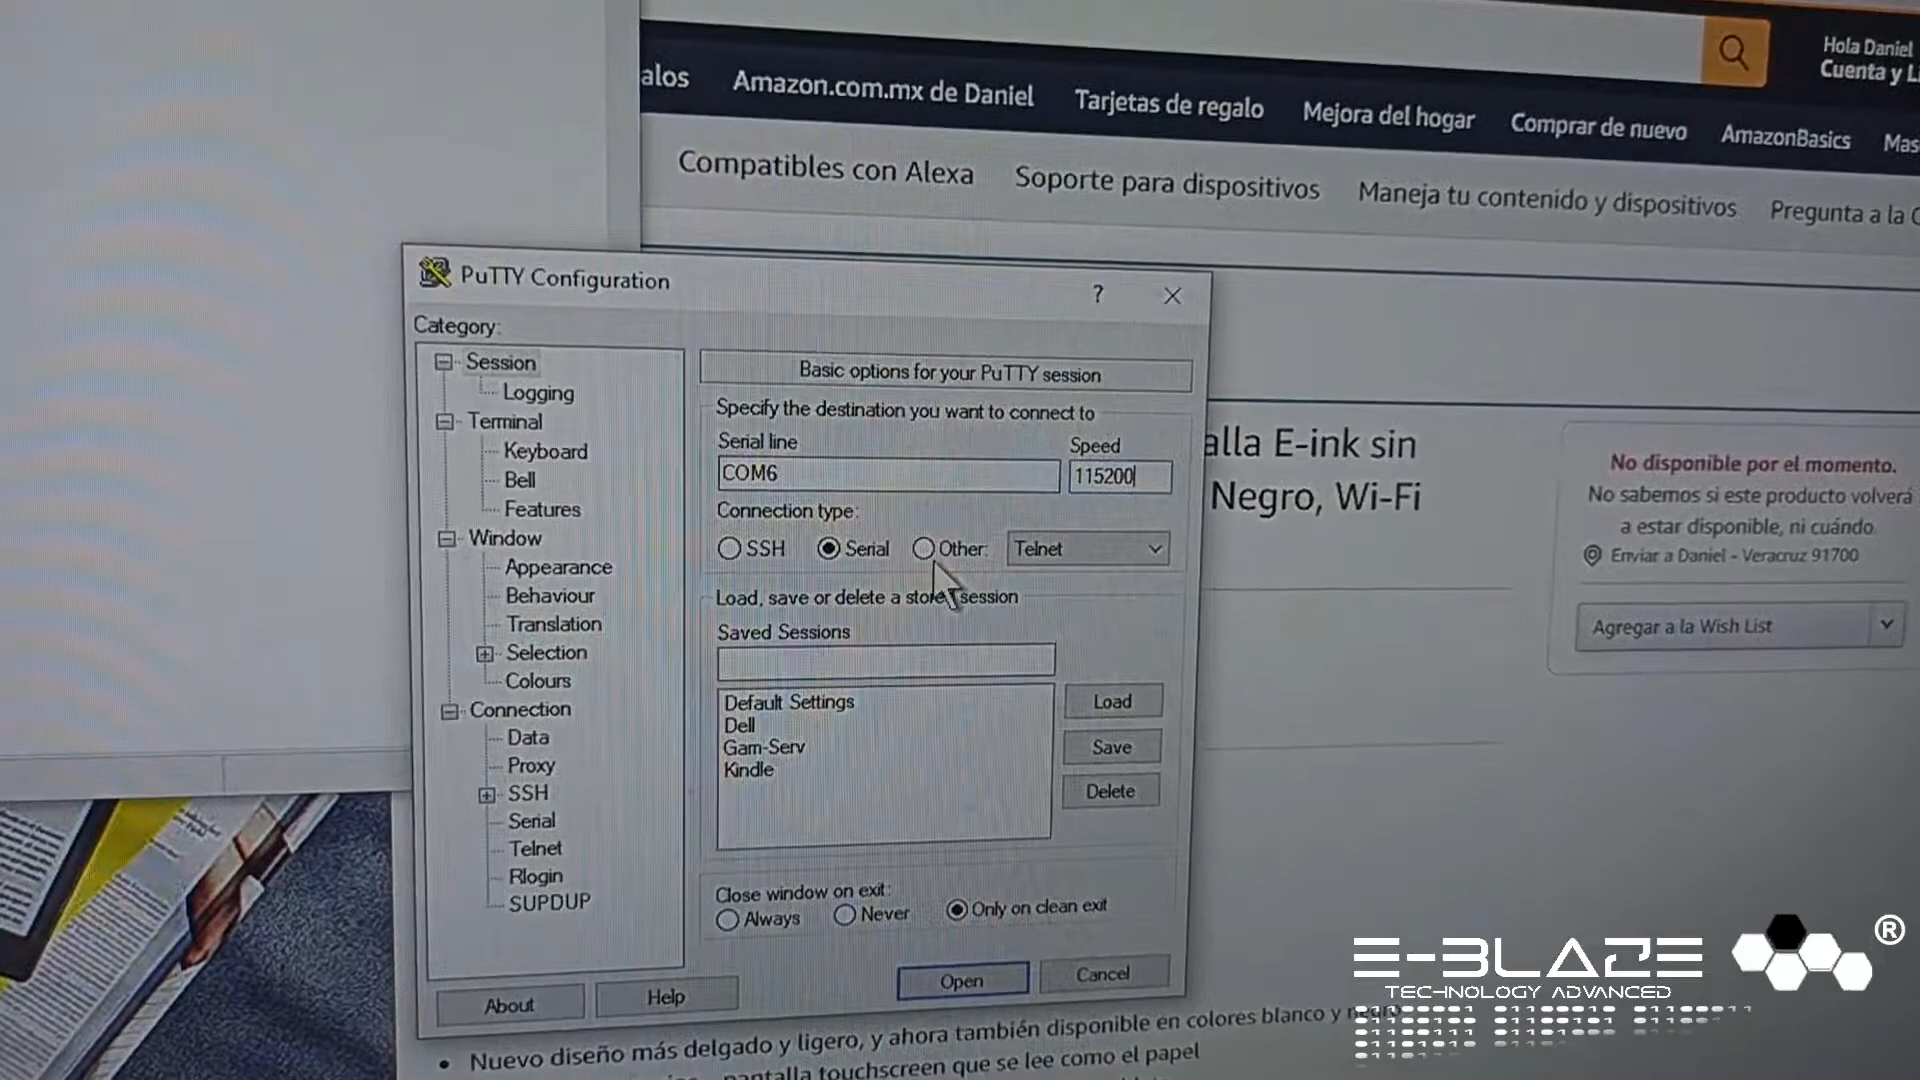 Hola Daniel
Cuenta y Li
alos
Amazon.com.mx de Daniel
Tarjetas de regalo
Mejora del hogar
Comprar de nuevo
AmazonBasics
Mas
Compatibles con Alexa
Soporte para dispositivos
Maneja tu contenido y dispositivos
Pregunta a la C
PuTTY Configuration
?
Category:
Session
Logging
Terminal
Keyboard
Bell
Features
Window
Appearance
Behaviour
Translation
Selection
Colours
Connection
Data
Proxy
SSH
Serial
Telnet
Rlogin
SUPDUP
Basic options for your PuTTY session
Specify the destination you want to connect to
Serial line
Speed
COM6
115200
Connection type:
SSH
Serial
Other:
Telnet
Load, save or delete a stored session
Saved Sessions
Default Settings
Dell
Gam-Serv
Kindle
Load
Save
Delete
Close window on exit:
Always
Never
Only on clean exit
About
Help
Open
Cancel
alla E-ink sin
Negro, Wi-Fi
No disponible por el momento.
No sabemos si este producto volverá
a estar disponible, ni cuándo
Enviar a Daniel - Veracruz 91700
Agregar a la Wish List
Nuevo diseño más delgado y ligero, y ahora también disponible en colores blanco y negro
pantalla touchscreen que se lee como el papel
E-BLAZE ®
TECHNOLOGY ADVANCED